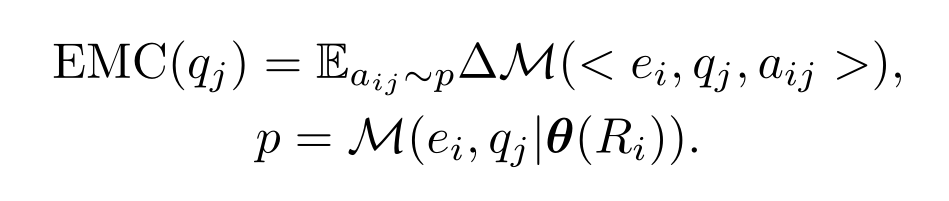 EMC(q_j) = 𝔼_{a_{ij}∼p}Δℳ(< e_i, q_j, a_{ij} >),
p = ℳ(e_i, q_j|𝜽(R_i)).